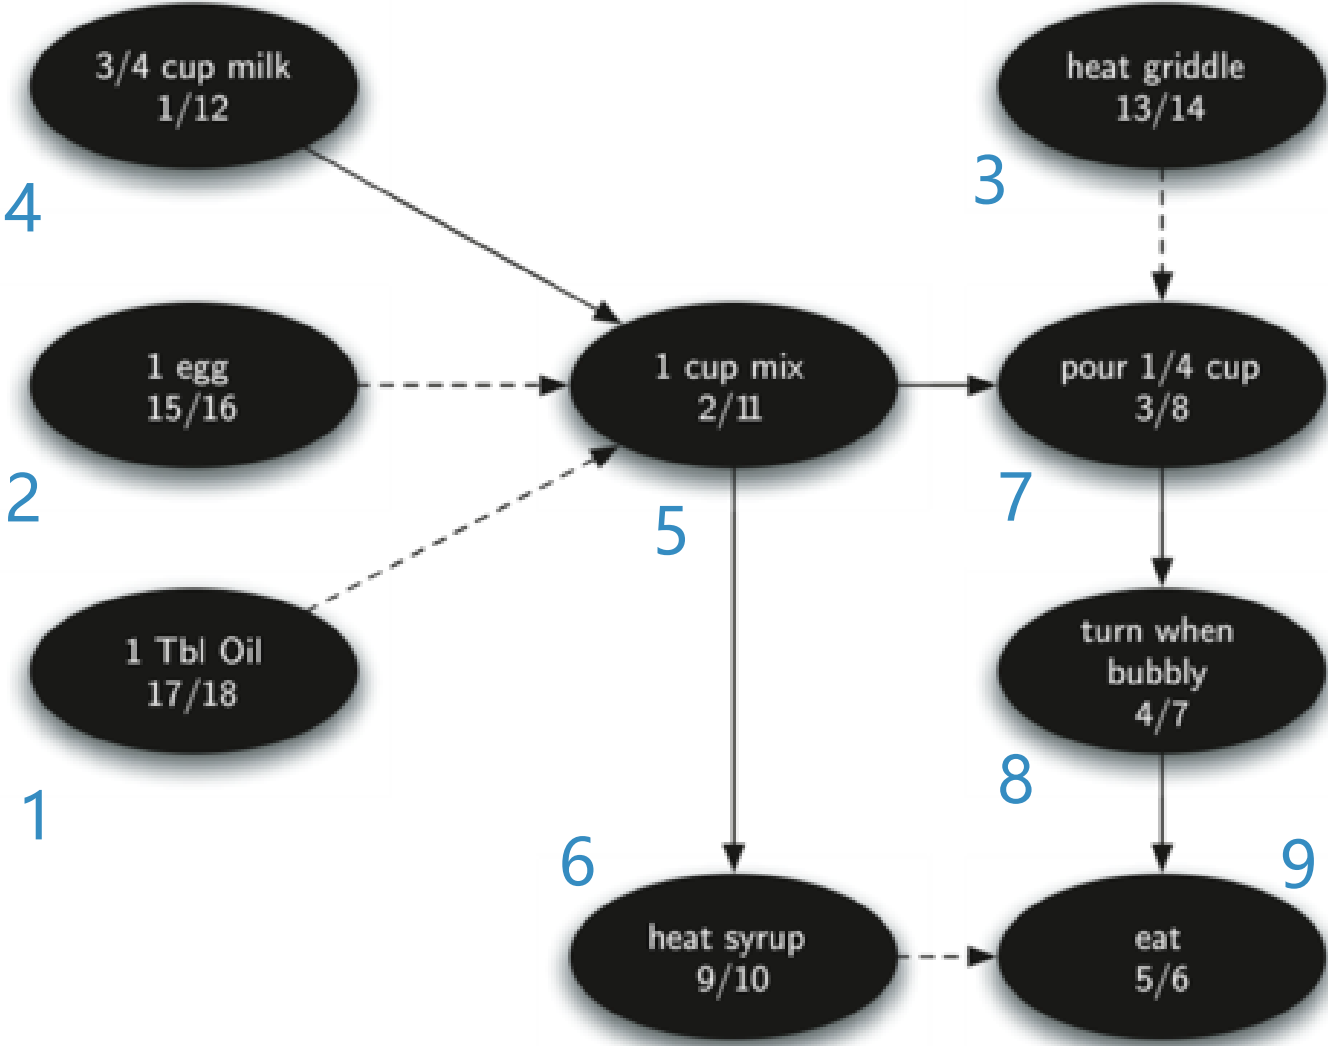 3/4 cup milk
1/12
4
heat griddle
13/14
3
1 egg
15/16
2
1 cup mix
2/11
5
pour 1/4 cup
3/8
7
1 Tbl Oil
17/18
1
turn when
bubbly
4/7
8
6
heat syrup
9/10
9
eat
5/6